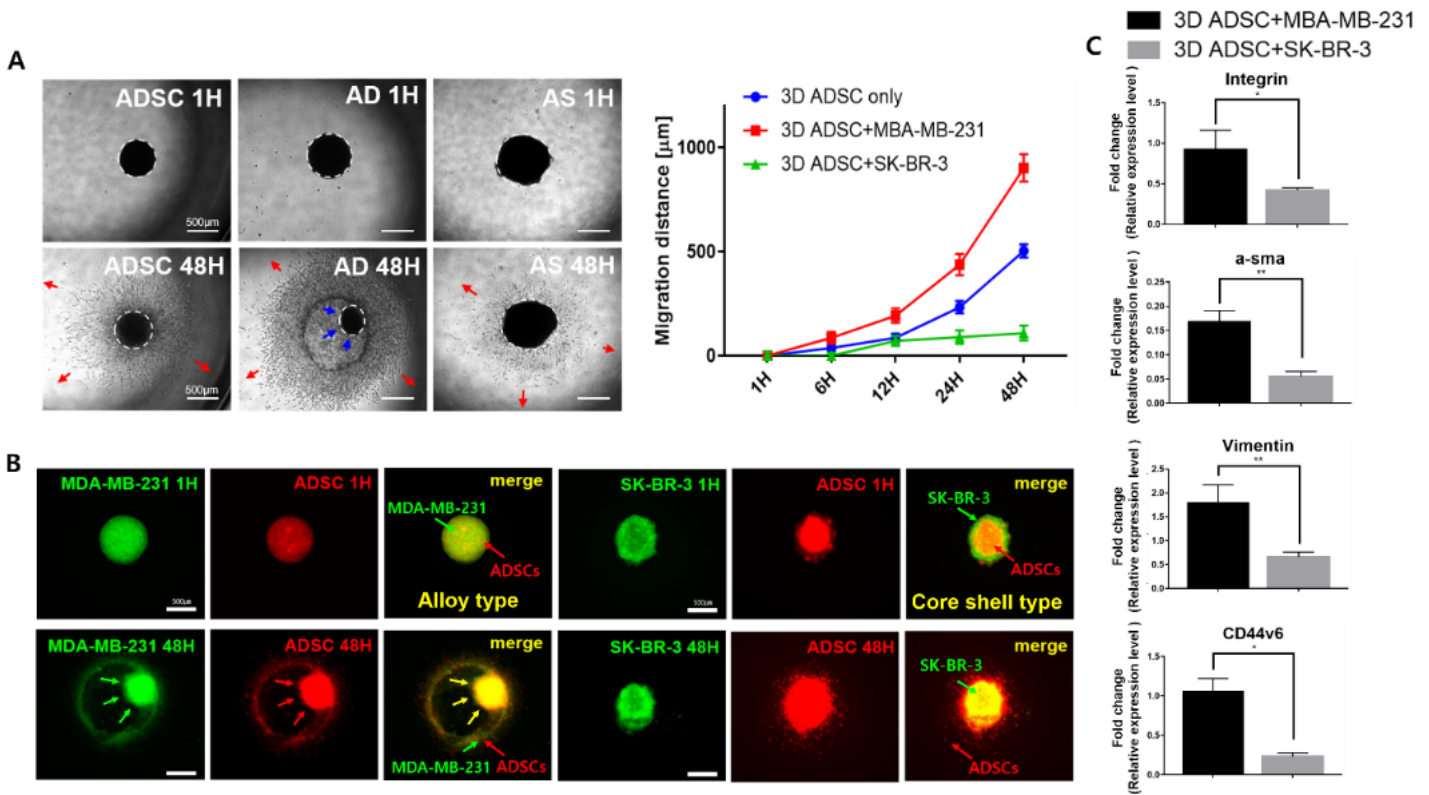 A
ADSC 1H
500μm
AD 1H
AS 1H
ADSC 48H
500μm
AD 48H
AS 48H
3D ADSC only
3D ADSC+MBA-MB-231
3D ADSC+SK-BR-3
Migration distance [μm]
1000
500
0
1H
6H
12H
24H
48H
B
MDA-MB-231 1H
500μm
ADSC 1H
merge
MDA-MB-231
ADSCs
Alloy type
SK-BR-3 1H
500μm
ADSC 1H
merge
SK-BR-3
ADSCs
Core shell type
MDA-MB-231 48H
ADSC 48H
merge
MDA-MB-231
ADSCs
SK-BR-3 48H
ADSC 48H
merge
SK-BR-3
ADSCs
C
3D ADSC+MBA-MB-231
3D ADSC+SK-BR-3
Integrin
*
Fold change
(Relative expression level )
1.5
1.0
0.5
0.0
a-sma
**
Fold change
(Relative expression level )
0.25
0.20
0.15
0.10
0.05
0.00
Vimentin
**
Fold change
(Relative expression level )
2.5
2.0
1.5
1.0
0.5
0.0
CD44v6
*
Fold change
(Relative expression level )
1.5
1.0
0.5
0.0